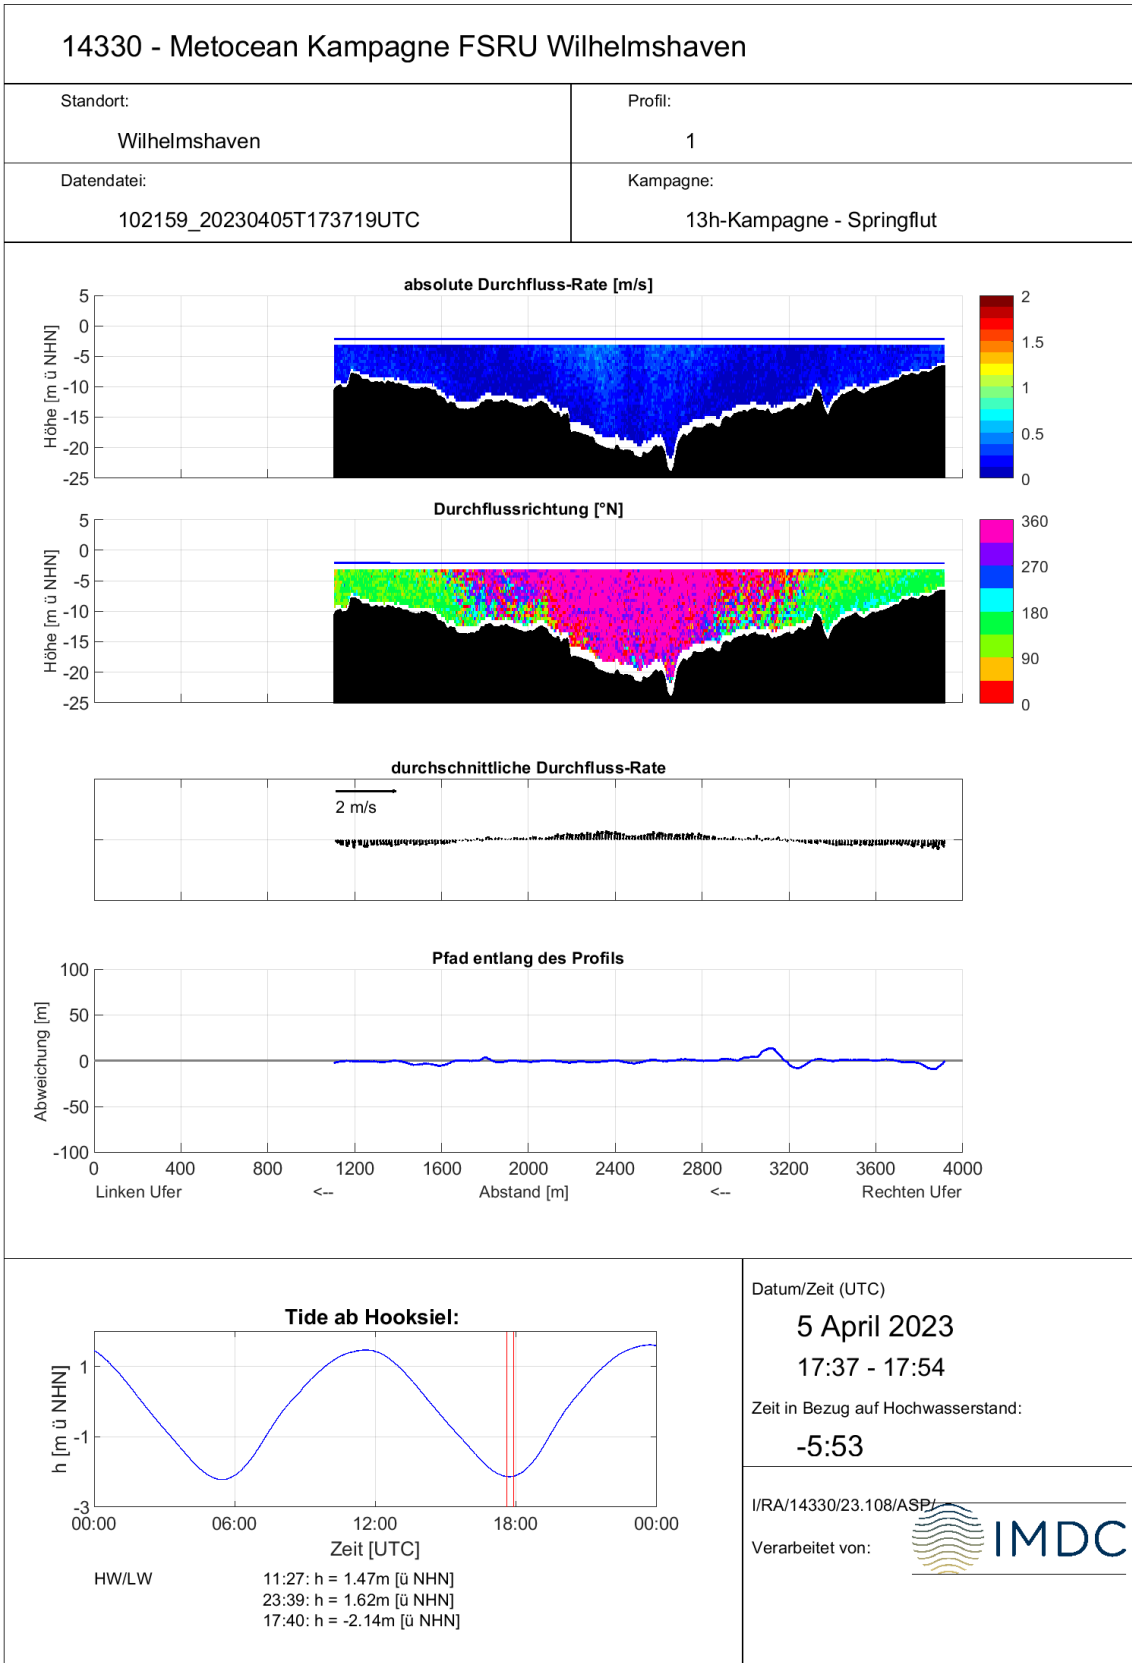 14330 - Metocean Kampagne FSRU Wilhelmshaven
Standort:
Wilhelmshaven
Profil:
1
Datendatei:
102159_20230405T173719UTC
Kampagne:
13h-Kampagne - Springflut
absolute Durchfluss-Rate [m/s]
5
0
-5
-10
-15
-20
-25
Höhe [m ü NHN]
2
1.5
1
0.5
0
Durchflussrichtung [°N]
5
0
-5
-10
-15
-20
-25
Höhe [m ü NHN]
360
270
180
90
0
durchschnittliche Durchfluss-Rate
2 m/s
Pfad entlang des Profils
100
50
0
-50
-100
Abweichung [m]
0 400 800 1200 1600 2000 2400 2800 3200 3600 4000
Linken Ufer <-- Abstand [m] <-- Rechten Ufer
Tide ab Hooksiel:
1
-1
-3
h [m ü NHN]
00:00 06:00 12:00 18:00 00:00
Zeit [UTC]
HW/LW 11:27: h = 1.47m [ü NHN]
23:39: h = 1.62m [ü NHN]
17:40: h = -2.14m [ü NHN]
Datum/Zeit (UTC)
5 April 2023
17:37 - 17:54
Zeit in Bezug auf Hochwasserstand:
-5:53
I/RA/14330/23.108/ASP/
Verarbeitet von:
IMDC